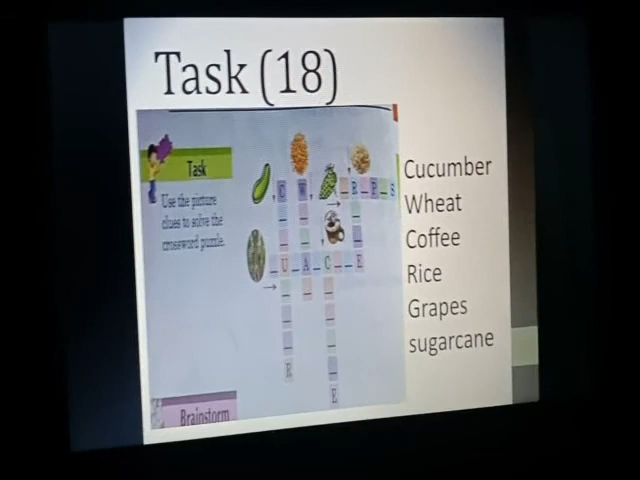 Task (18)
Task
Use the picture
clues to solve the
crossword puzzle.
C W _ R _ P _ S
_ U _ A _ C _ _ E
R
E
Brainstorm
Cucumber
Wheat
Coffee
Rice
Grapes
sugarcane